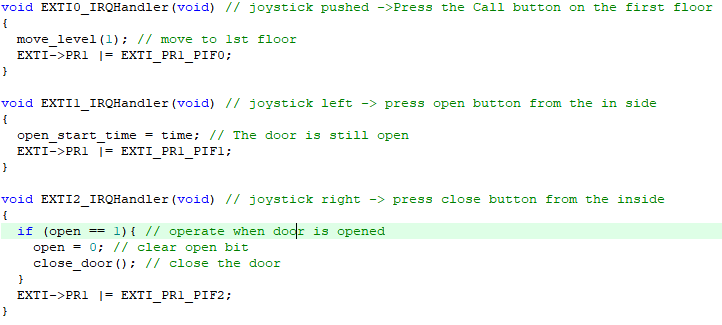 void EXTI0_IRQHandler(void) // joystick pushed ->Press the Call button on the first floor
{
  move_level(1); // move to 1st floor
  EXTI->PR1 |= EXTI_PR1_PIF0;
}

void EXTI1_IRQHandler(void) // joystick left -> press open button from the in side
{
  open_start_time = time; // The door is still open
  EXTI->PR1 |= EXTI_PR1_PIF1;
}

void EXTI2_IRQHandler(void) // joystick right -> press close button from the inside
{
  if (open == 1){ // operate when door is opened
    open = 0; // clear open bit
    close_door(); // close the door
  }
  EXTI->PR1 |= EXTI_PR1_PIF2;
}